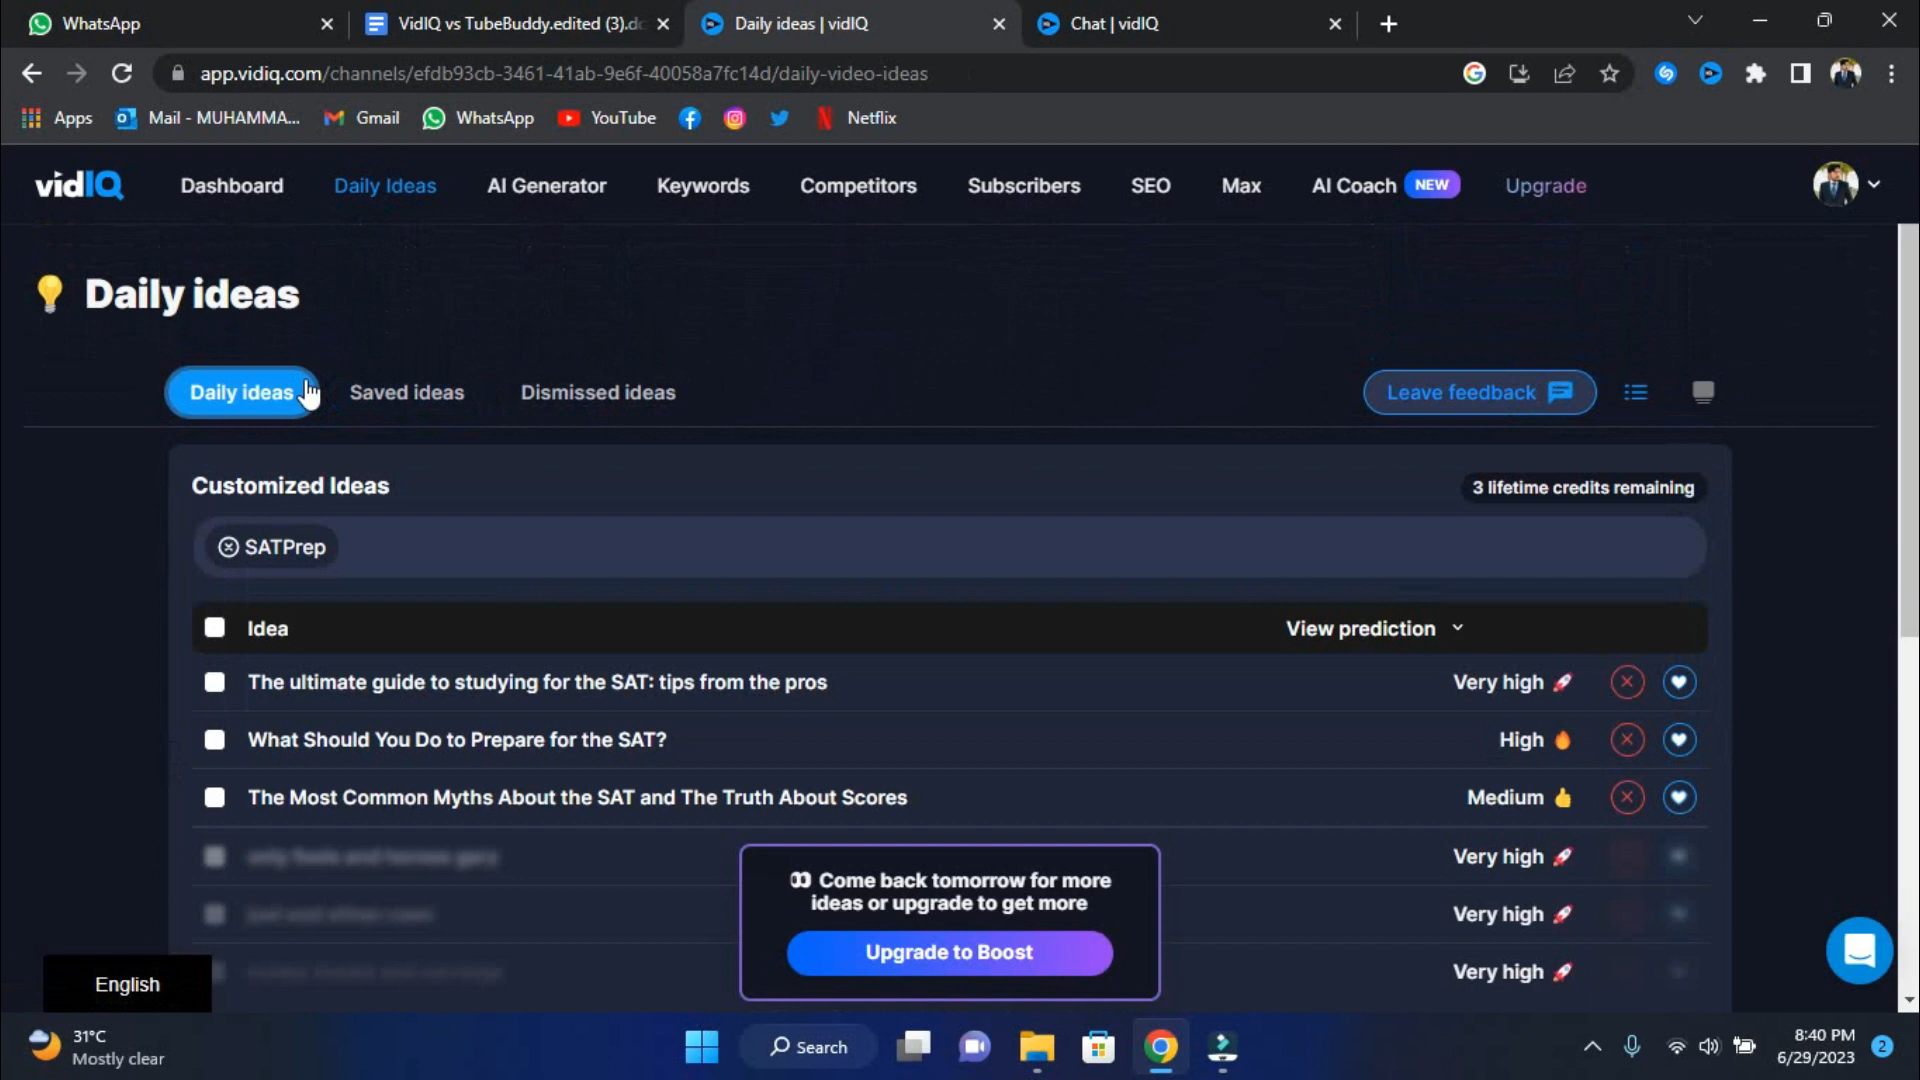 WhatsApp
VidIQ vs TubeBuddy.edited (3).d
Daily ideas | vidIQ
Chat | vidIQ
app.vidiq.com/channels/efdb93cb-3461-41ab-9e6f-40058a7fc14d/daily-video-ideas
Apps
Mail - MUHAMMA...
Gmail
WhatsApp
YouTube
Netflix
vidIQ
Dashboard
Daily Ideas
AI Generator
Keywords
Competitors
Subscribers
SEO
Max
AI Coach NEW
Upgrade
Daily ideas
Daily ideas
Saved ideas
Dismissed ideas
Leave feedback
Customized Ideas
3 lifetime credits remaining
SATPrep
Idea
View prediction
The ultimate guide to studying for the SAT: tips from the pros
Very high
What Should You Do to Prepare for the SAT?
High
The Most Common Myths About the SAT and The Truth About Scores
Medium
Very high
Come back tomorrow for more
ideas or upgrade to get more
Very high
Upgrade to Boost
Very high
English
31°C
Mostly clear
Search
8:40 PM
6/29/2023
2